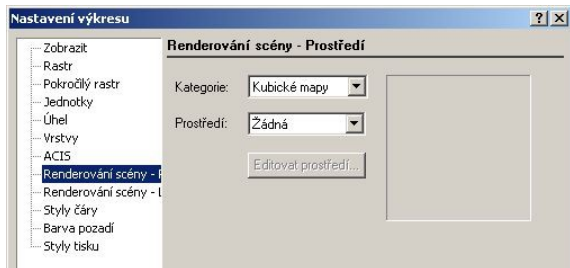 Nastavení výkresu
Zobrazit
Rastr
Pokročilý rastr
Jednotky
Úhel
Vrstvy
ACIS
Renderování scény - P
Renderování scény - L
Styly čáry
Barva pozadí
Styly tisku
Renderování scény - Prostředí
Kategorie: Kubické mapy
Prostředí: Žádná
Editovat prostředí...